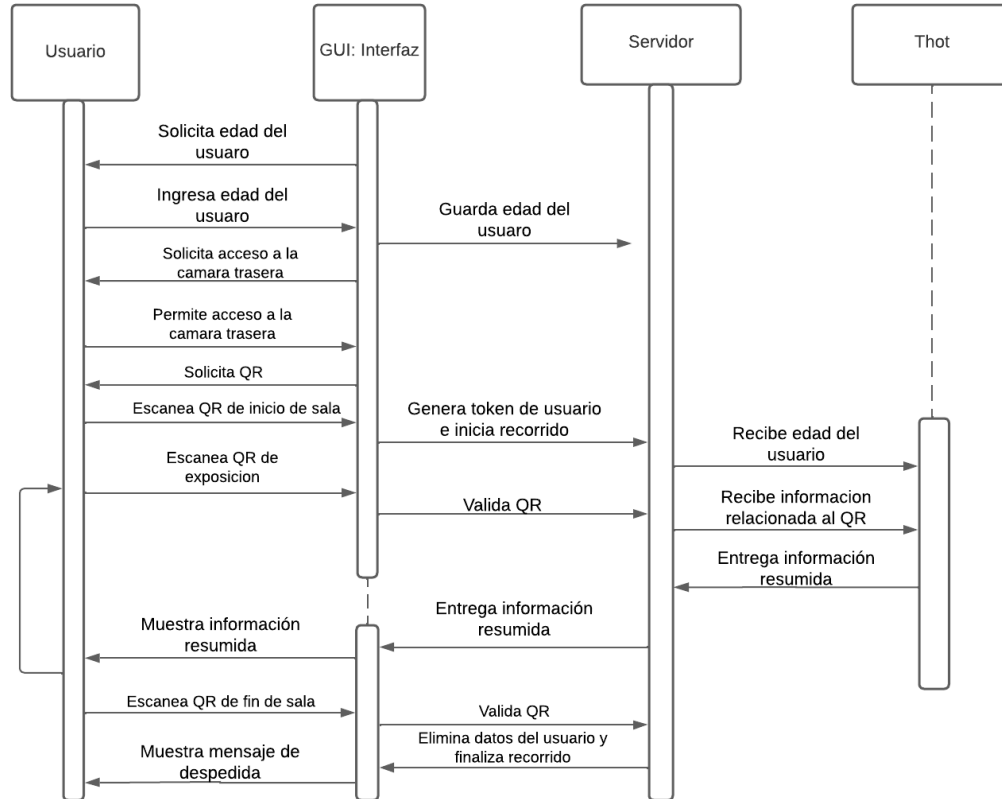 Usuario
GUI: Interfaz
Servidor
Thot
Solicita edad del
usuaro
Ingresa edad del
usuaro
Guarda edad del
usuaro
Solicita acceso a la
camara trasera
Permite acceso a la
camara trasera
Solicita QR
Escanea QR de inicio de sala
Genera token de usuario
e inicia recorrido
Recibe edad del
usuario
Escanea QR de
exposicion
Valida QR
Recibe informacion
relacionada al QR
Entrega información
resumida
Entrega información
resumida
Muestra información
resumida
Escanea QR de fin de sala
Valida QR
Elimina datos del usuario y
finaliza recorrido
Muestra mensaje de
despedida